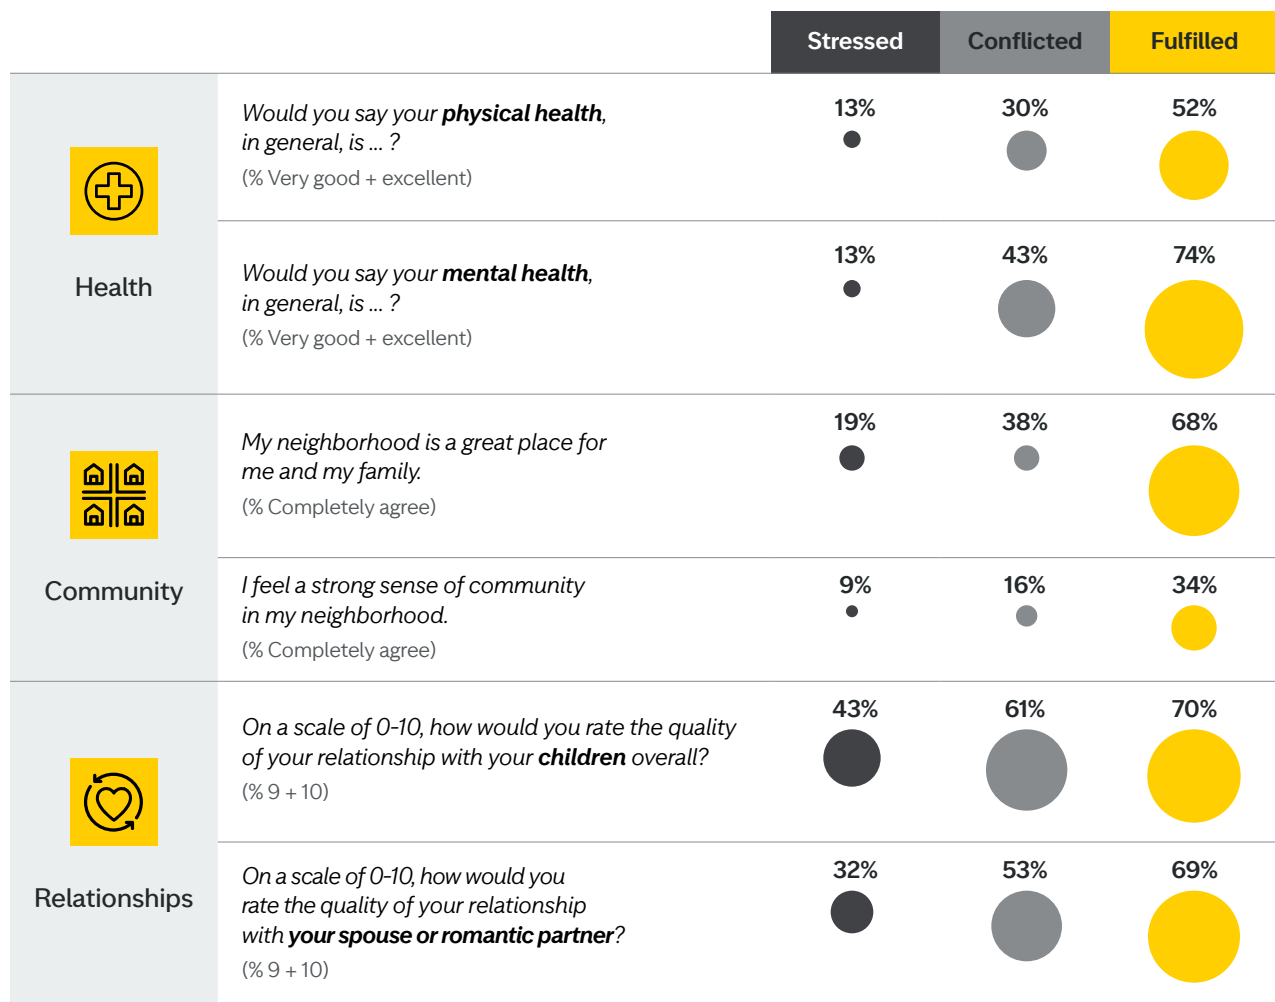 Stressed Conflicted Fulfilled
Health
Would you say your physical health,
in general, is ... ?
(% Very good + excellent)
13% 30% 52%
Would you say your mental health,
in general, is ... ?
(% Very good + excellent)
13% 43% 74%
Community
My neighborhood is a great place for
me and my family.
(% Completely agree)
19% 38% 68%
I feel a strong sense of community
in my neighborhood.
(% Completely agree)
9% 16% 34%
Relationships
On a scale of 0-10, how would you rate the quality
of your relationship with your children overall?
(% 9 + 10)
43% 61% 70%
On a scale of 0-10, how would you
rate the quality of your relationship
with your spouse or romantic partner?
(% 9 + 10)
32% 53% 69%